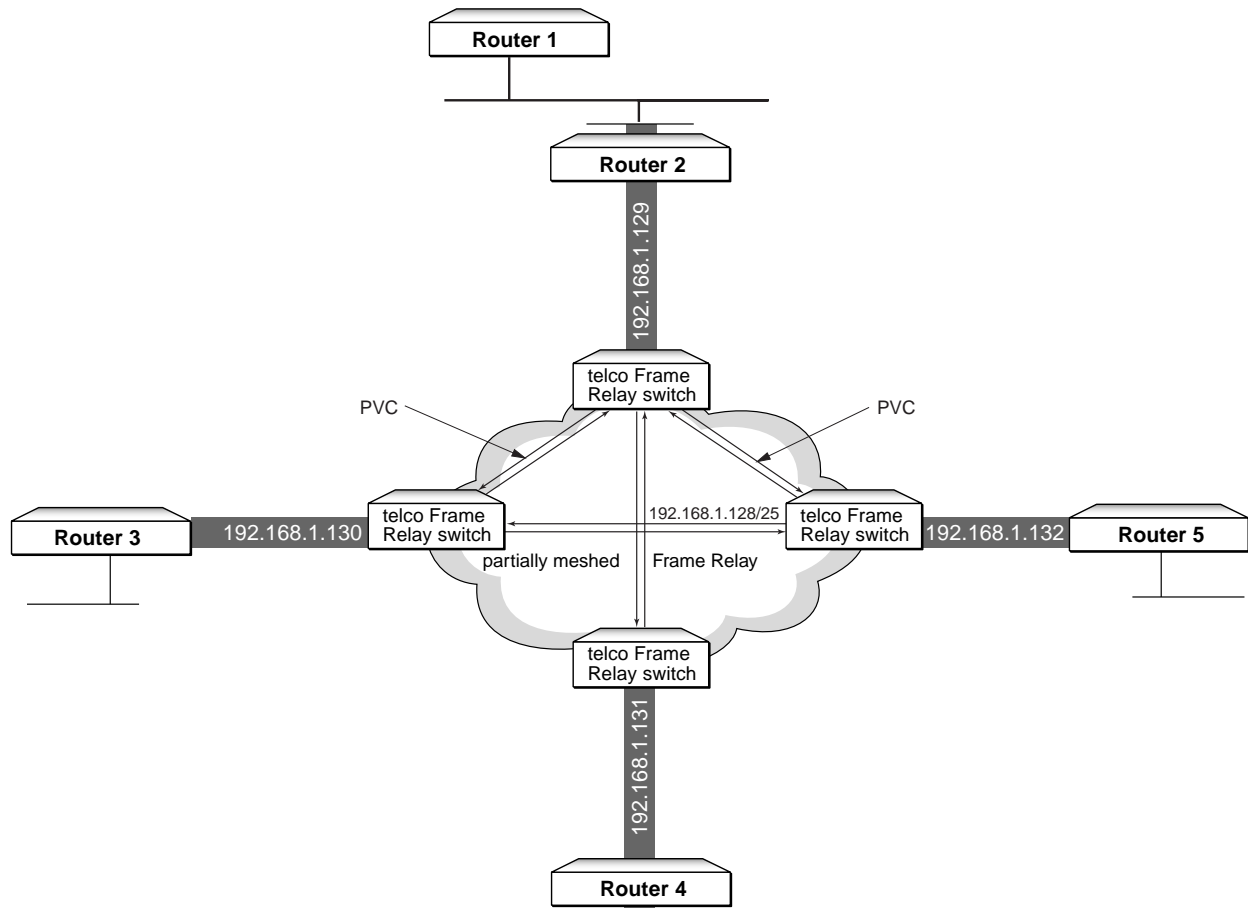 Router 1
Router 2
192.168.1.129
telco Frame
Relay switch
PVC
PVC
telco Frame
Relay switch
192.168.1.128/25
telco Frame
Relay switch
Router 3
192.168.1.130
192.168.1.132
Router 5
partially meshed
Frame Relay
telco Frame
Relay switch
192.168.1.131
Router 4